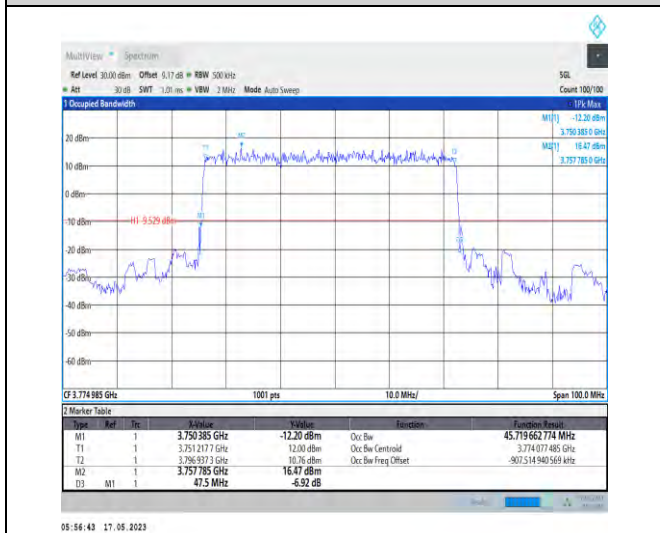 MultiView Spectrum
Ref Level 30.00 dBm Offset 9.17 dB RBW 500 kHz SGL
Att 30 dB SWT 1.01 ms VBW 2 MHz Mode Auto Sweep Count 100/100
1 Occupied Bandwidth 1Pk Max
M1[1] -12.20 dBm
3.750 385 0 GHz
20 dBm M2 M2[1] 16.47 dBm
T1 T2 3.757 785 0 GHz
10 dBm
0 dBm
-10 dBm H1 -9.529 dBm M1
-20 dBm
-30 dBm
-40 dBm
-50 dBm
-60 dBm
CF 3.774 985 GHz 1001 pts 10.0 MHz/ Span 100.0 MHz
2 Marker Table
Type Ref Trc X-Value Y-Value Function Function Result
M1 1 3.750 385 GHz -12.20 dBm Occ Bw 45.719 662 774 MHz
T1 1 3.751 217 7 GHz 12.00 dBm Occ Bw Centroid 3.774 077 485 GHz
T2 1 3.796 937 3 GHz 10.76 dBm Occ Bw Freq Offset -907.514 940 569 kHz
M2 1 3.757 785 GHz 16.47 dBm
D3 M1 1 47.5 MHz -6.92 dB
05:56:43 17.05.2023